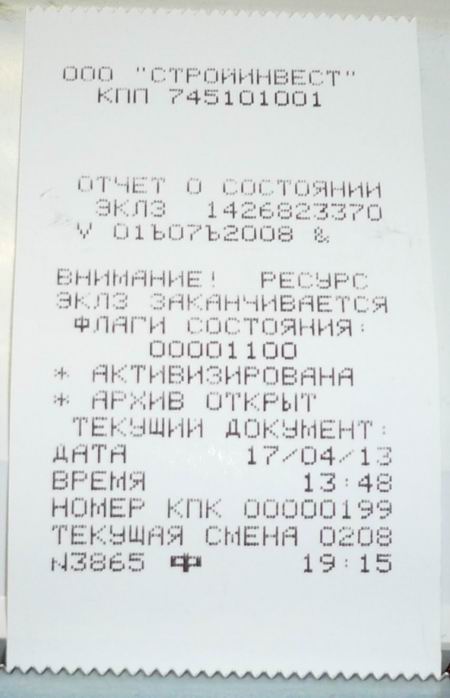 ООО "СТРОЙИНВЕСТ"
КПП 745101001
ОТЧЕТ О СОСТОЯНИИ
ЭКЛЗ 1426823370
V 01Ъ07Ъ2008 &
ВНИМАНИЕ! РЕСУРС
ЭКЛЗ ЗАКАНЧИВАЕТСЯ
ФЛАГИ СОСТОЯНИЯ:
00001100
* АКТИВИЗИРОВАНА
* АРХИВ ОТКРЫТ
ТЕКУЩИЙ ДОКУМЕНТ:
ДАТА 17/04/13
ВРЕМЯ 13:48
НОМЕР КПК 00000199
ТЕКУЩАЯ СМЕНА 0208
N3865 Ф 19:15